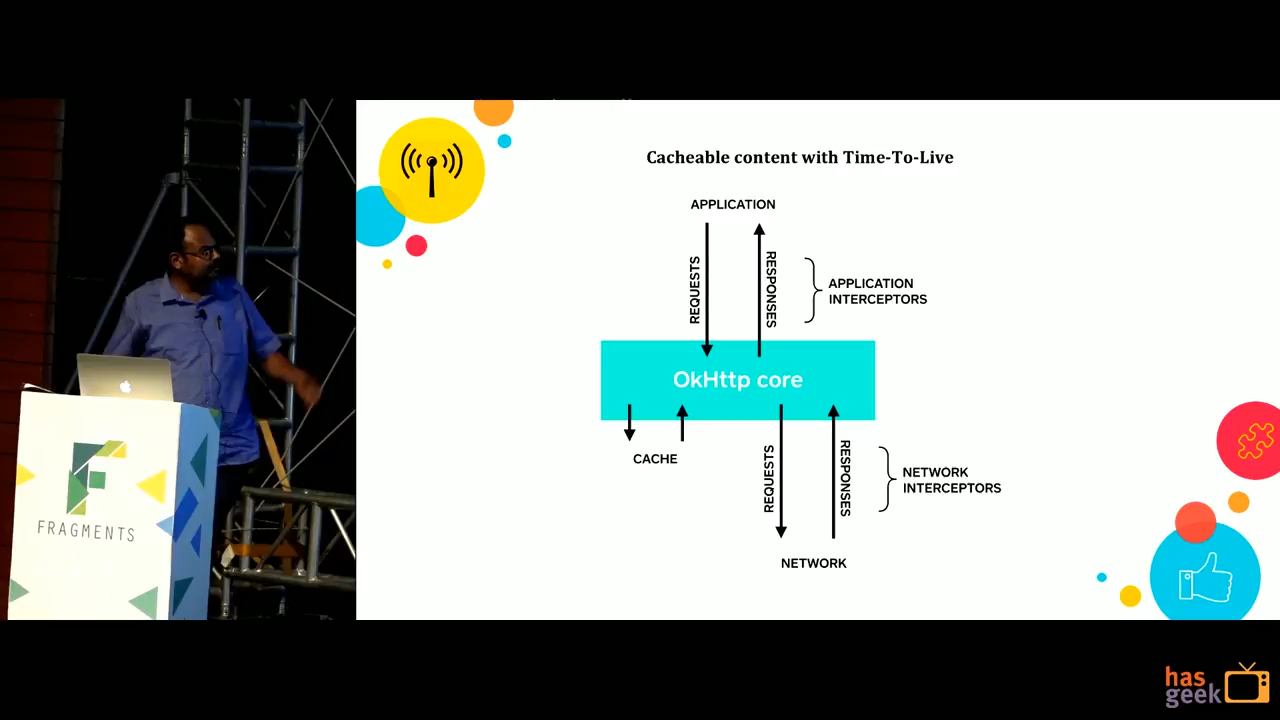 Cacheable content with Time-To-Live
APPLICATION
REQUESTS
RESPONSES
APPLICATION
INTERCEPTORS
OkHttp core
CACHE
REQUESTS
RESPONSES
NETWORK
INTERCEPTORS
NETWORK
FRAGMENTS
has
geek